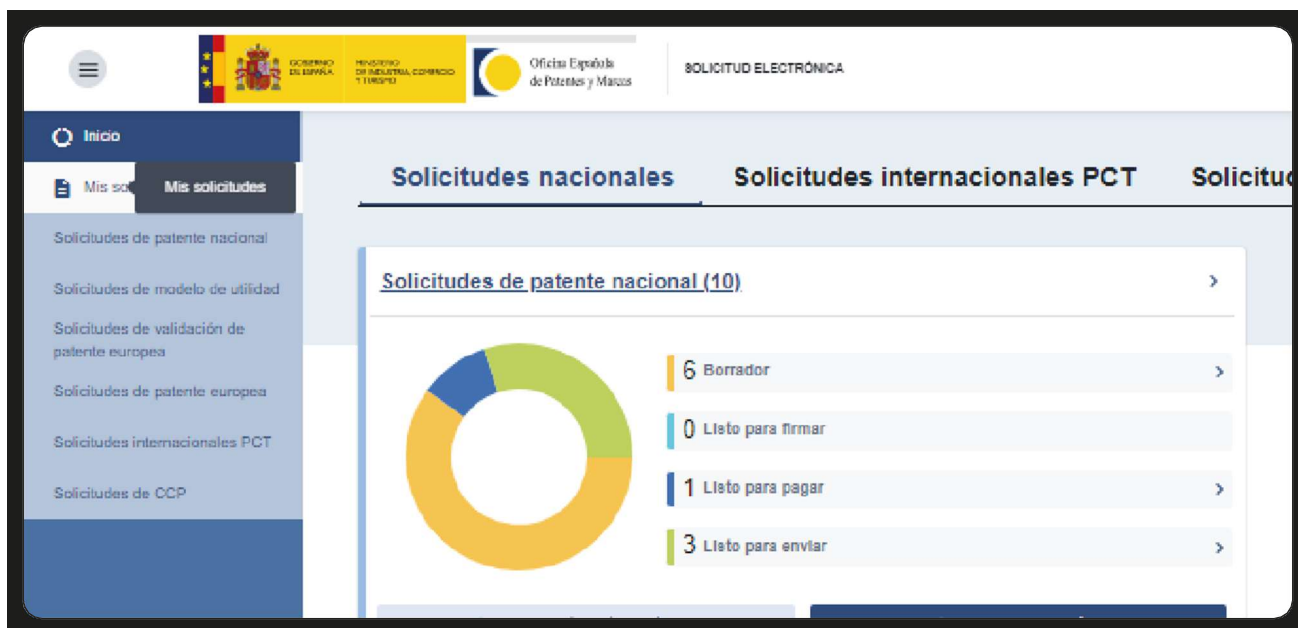 GOBIERNO
DE ESPAÑA
MINISTERIO
DE INDUSTRIA, COMERCIO
Y TURISMO
Oficina Española
de Patentes y Marcas
SOLICITUD ELECTRÓNICA
Inicio
Mis so
Mis solicitudes
Solicitudes de patente nacional
Solicitudes de modelo de utilidad
Solicitudes de validación de
patente europea
Solicitudes de patente europea
Solicitudes internacionales PCT
Solicitudes de CCP
Solicitudes nacionales
Solicitudes internacionales PCT
Solicitud
Solicitudes de patente nacional (10)
6 Borrador
0 Listo para firmar
1 Listo para pagar
3 Listo para enviar